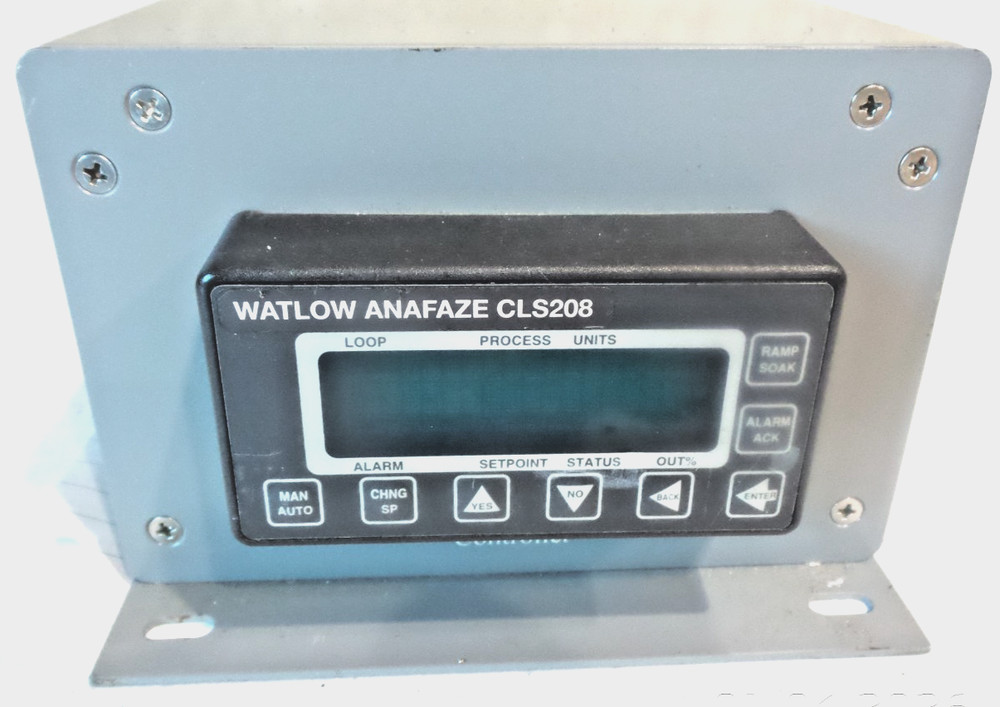 WATLOW ANAFAZE CLS208
LOOP PROCESS UNITS
RAMP
SOAK
ALARM
ACK
ALARM SETPOINT STATUS OUT%
MAN
AUTO
CHNG
SP
YES
NO
BACK
ENTER
Controller